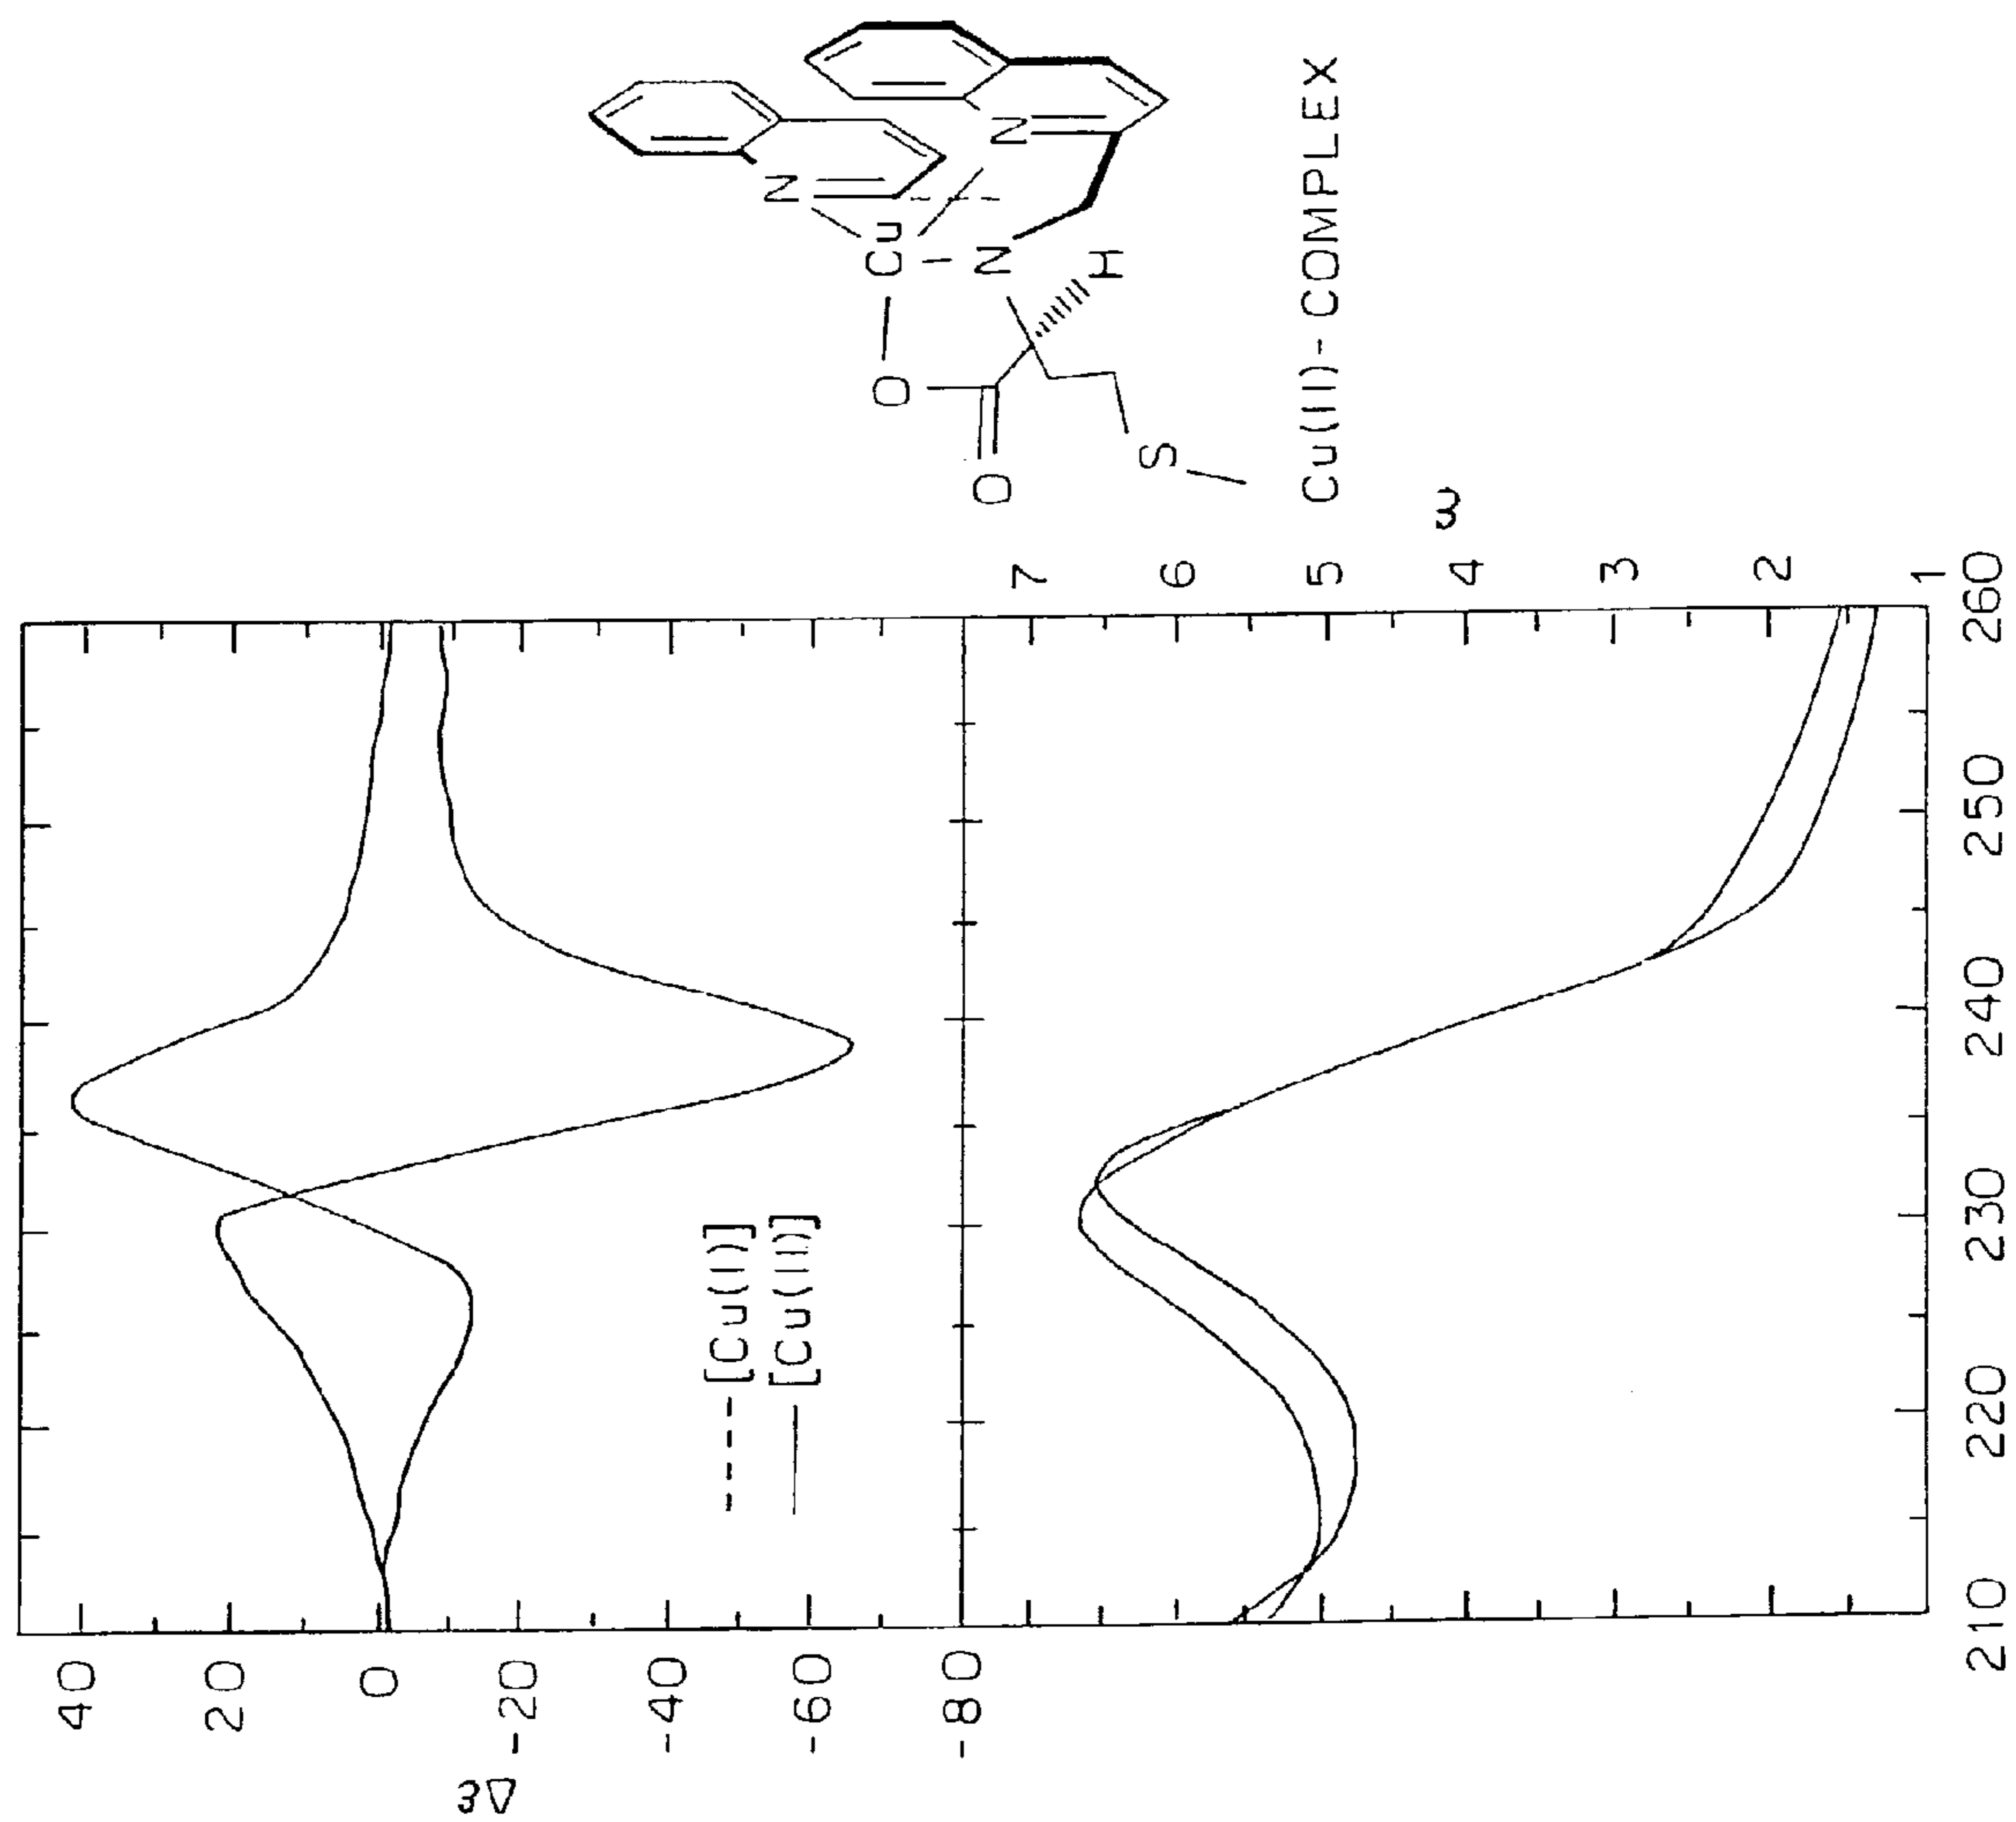 40
20
0
-20
-40
-60
-80
Δε
[Cu(I)]
[Cu(II)]
7
6
5
4
3
2
1
ε
210 220 230 240 250 260
N
Cu
O
N
N
O
H
S
Cu(II)-COMPLEX